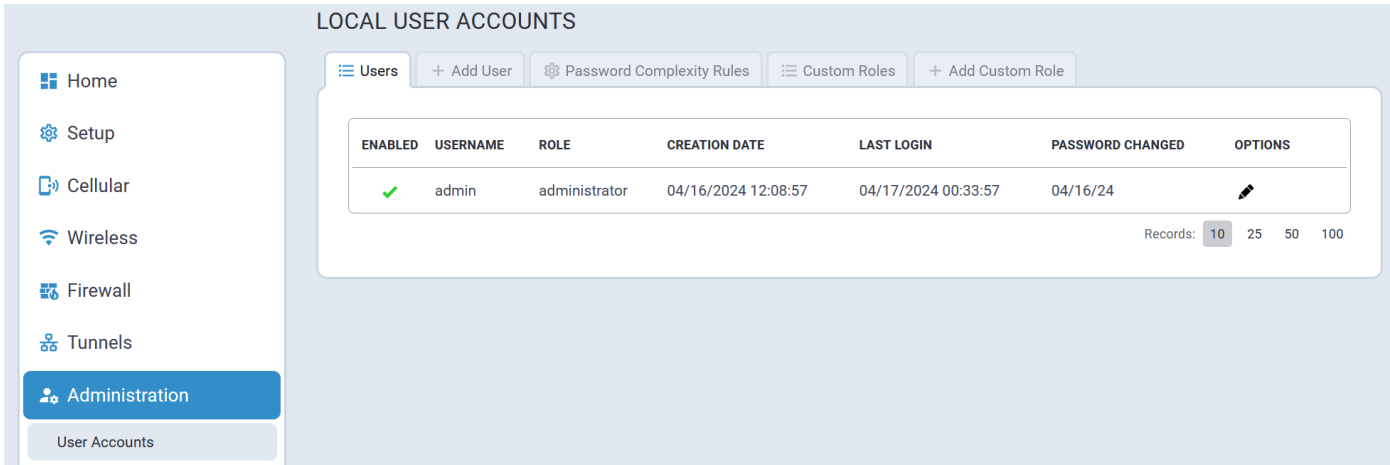 LOCAL USER ACCOUNTS
Home
Setup
Cellular
Wireless
Firewall
Tunnels
Administration
User Accounts
Users + Add User Password Complexity Rules Custom Roles + Add Custom Role
ENABLED USERNAME ROLE CREATION DATE LAST LOGIN PASSWORD CHANGED OPTIONS
admin administrator 04/16/2024 12:08:57 04/17/2024 00:33:57 04/16/24
Records: 10 25 50 100